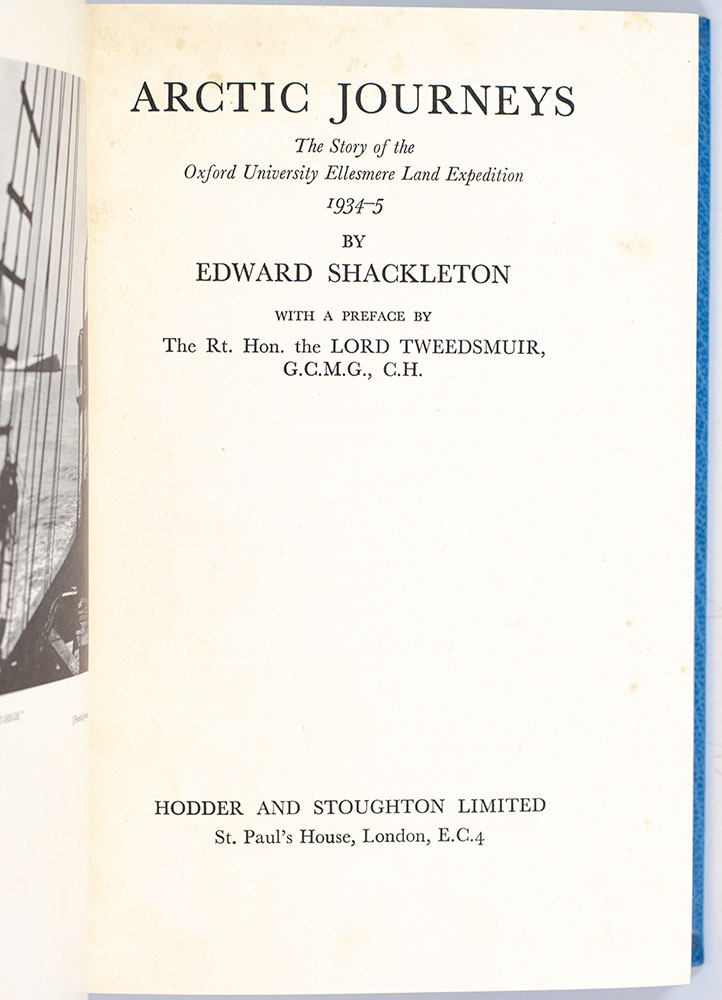 ARCTIC JOURNEYS
The Story of the
Oxford University Ellesmere Land Expedition
1934-5
BY
EDWARD SHACKLETON
WITH A PREFACE BY
The Rt. Hon. the LORD TWEEDSMUIR,
G.C.M.G., C.H.
HODDER AND STOUGHTON LIMITED
St. Paul's House, London, E.C.4